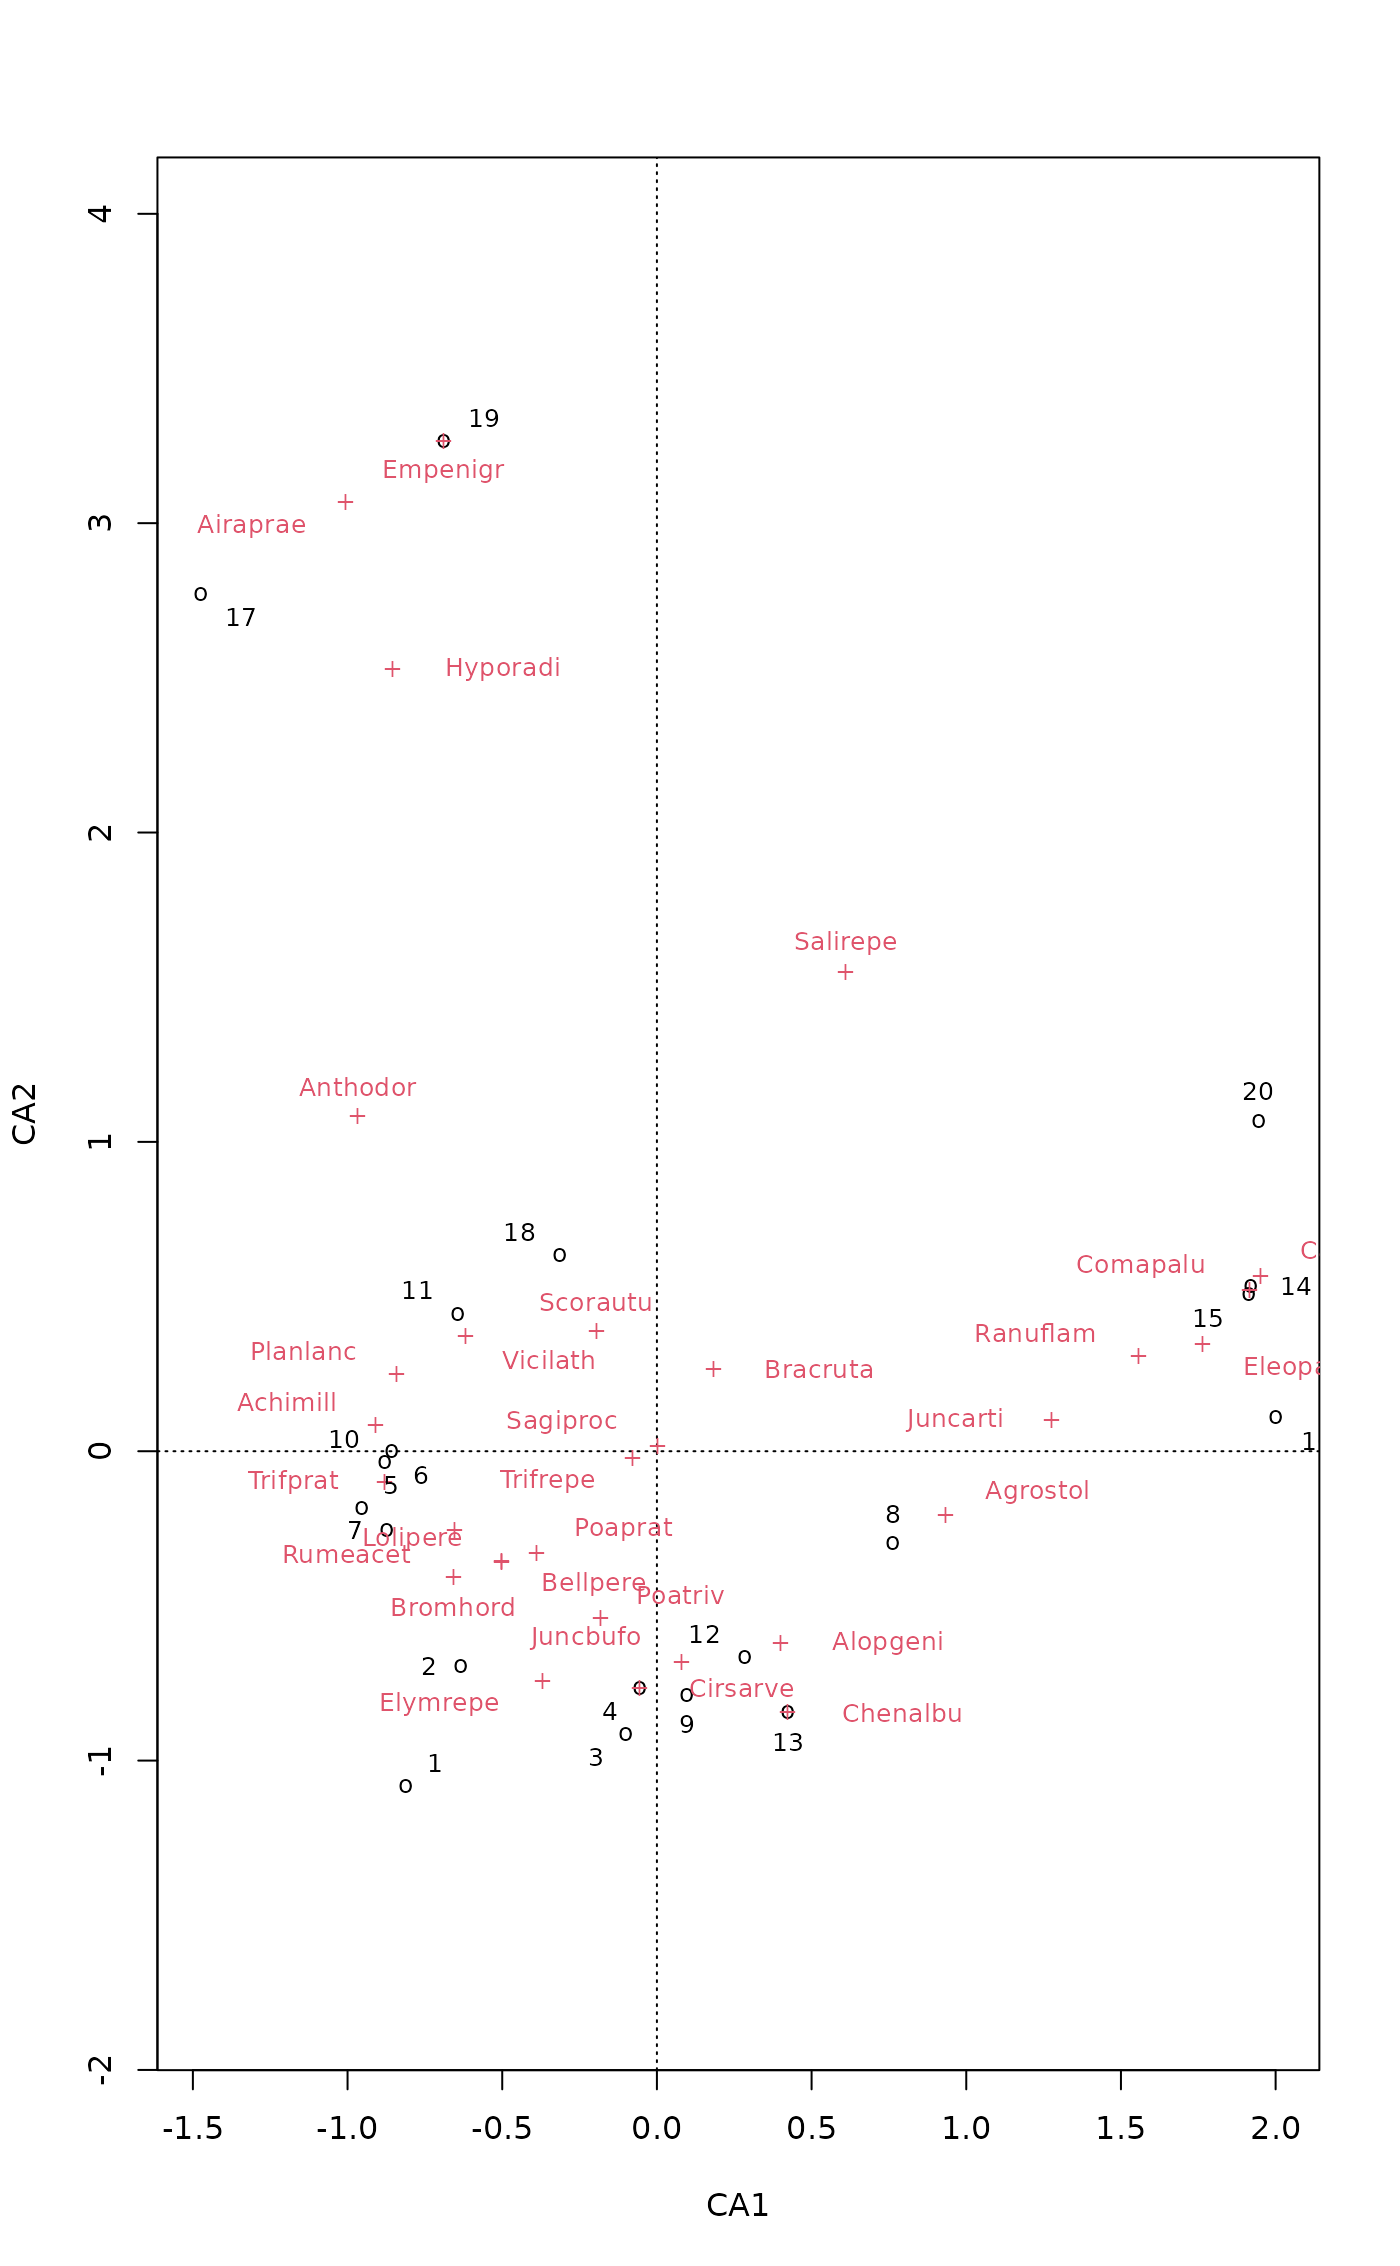 4
19
Empenigr
3
Airaprae
17
Hyporadi
2
Salirepe
Anthodor
20
CA2
1
18
C
Comapalu
14
11
Scorautu
15
Ranuflam
Planlanc
Vicilath
Bracruta
Eleopa
Achimill
Sagiproc
Juncarti
10
1
0
6
Trifprat
5
Trifrepe
Agrostol
8
7
Lolipere
Poaprat
Rumeacet
Bellpere
Poatriv
Bromhord
12
Juncbufo
Alopgeni
2
Cirsarve
Elymrepe
4
9
Chenalbu
13
3
1
-1
-2
-1.5 -1.0 -0.5 0.0 0.5 1.0 1.5 2.0
CA1